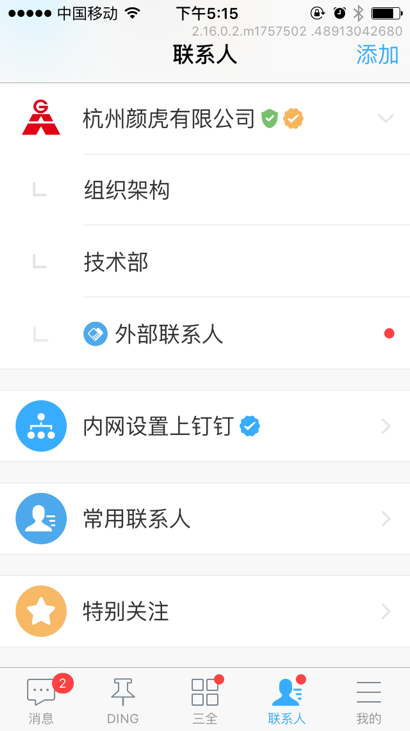 中国移动 下午5:15
2.16.0.2.m1757502 .48913042680
联系人 添加
G
杭州颜虎有限公司
组织架构
技术部
外部联系人
内网设置上钉钉
常用联系人
特别关注
2
消息 DING 三全 联系人 我的